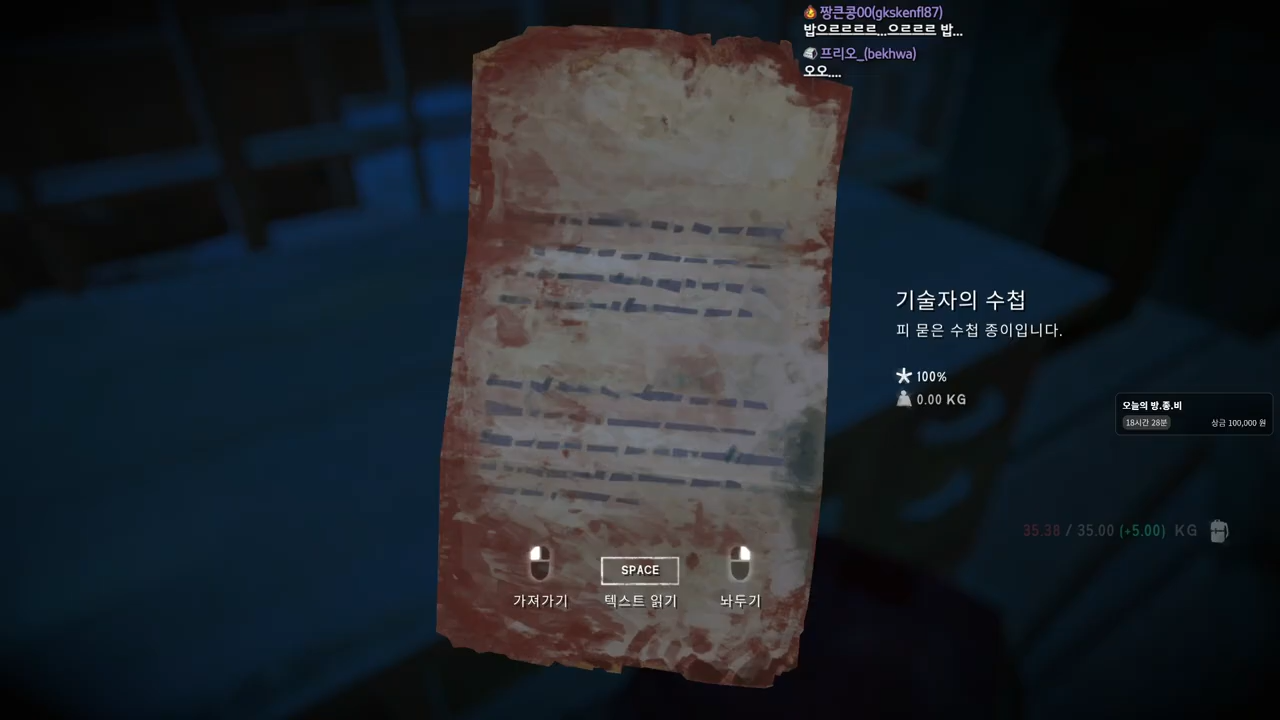 짱큰콩00(gkskenfl87)
밥으르르르르...으르르르 밥...
프리오_(bekhwa)
오오....
기술자의 수첩
피 묻은 수첩 종이입니다.
100%
0.00 KG
오늘의 방.종.비
18시간 28분
상금 100,000 원
35.38 / 35.00 (+5.00) KG
SPACE
가져가기
텍스트 읽기
놔두기